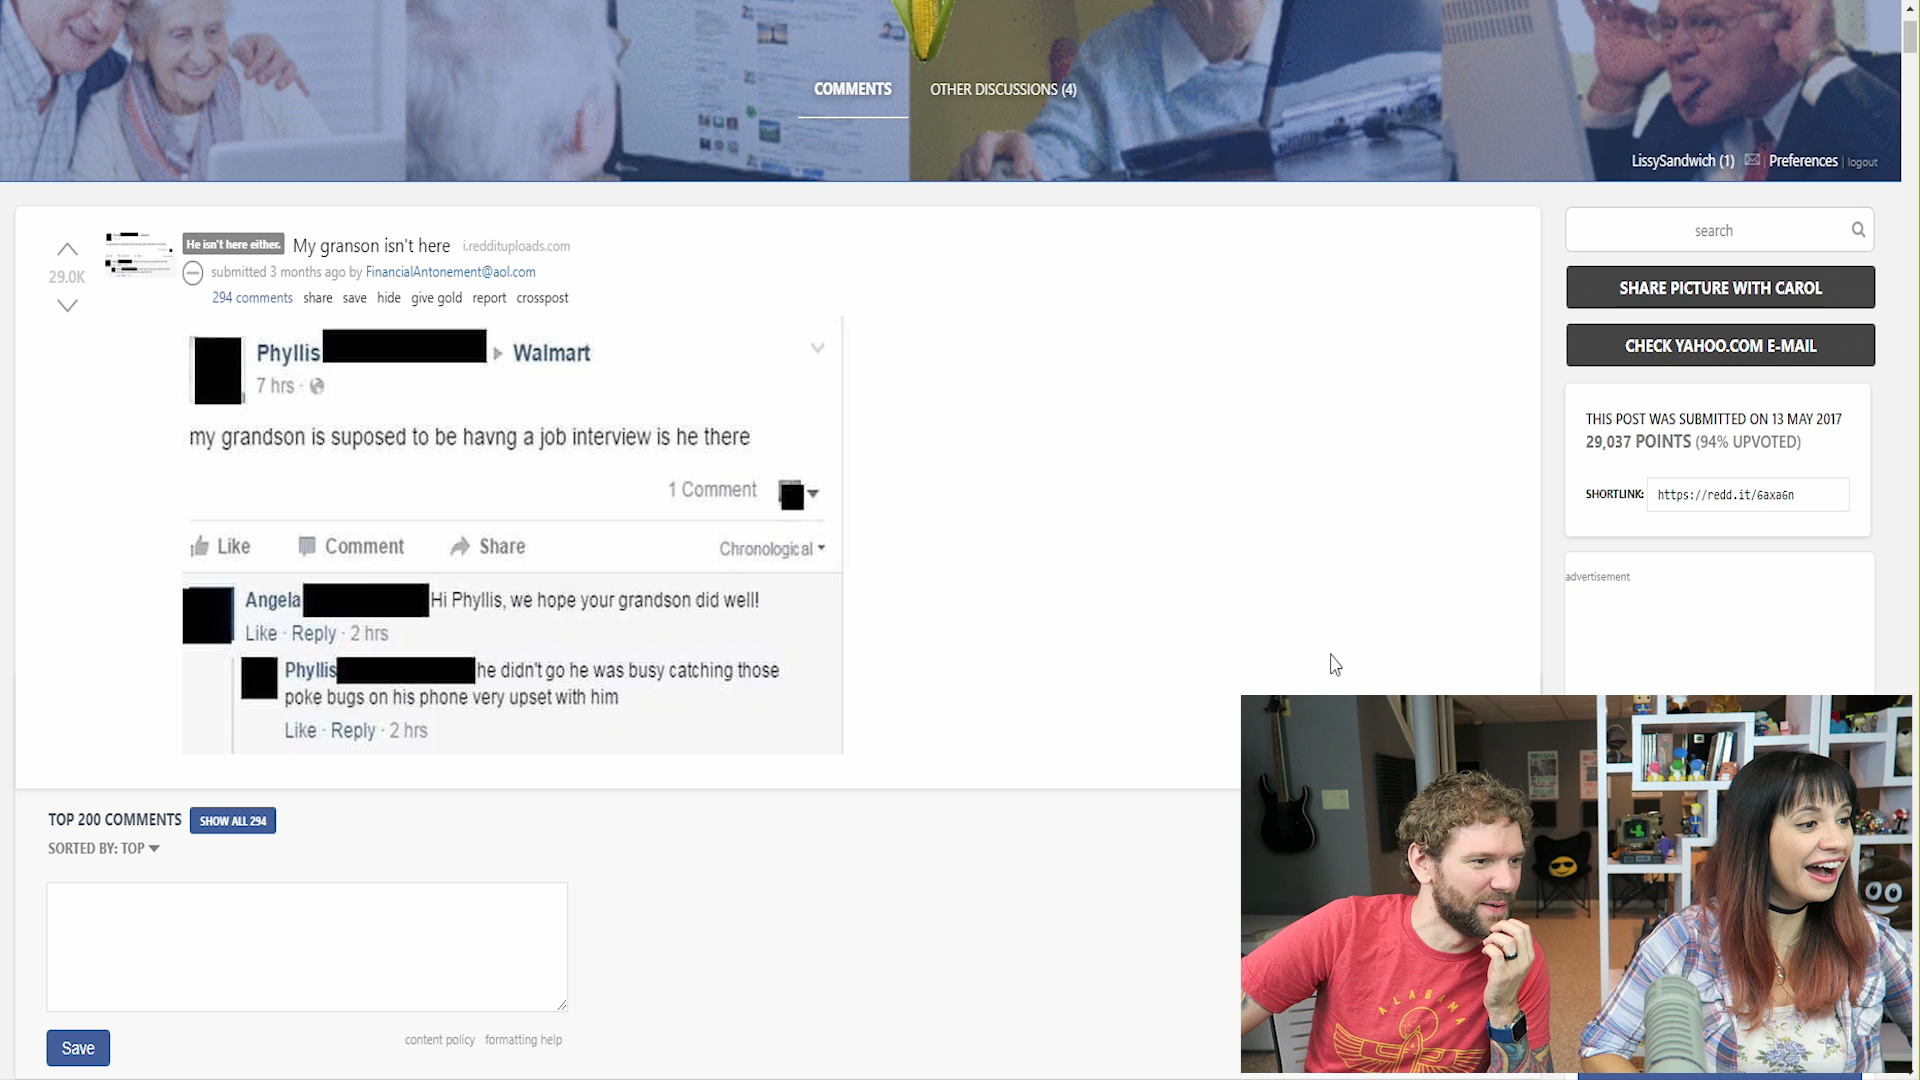 COMMENTS
OTHER DISCUSSIONS (4)
LissySandwich (1) | Preferences | logout
He isn't here either. My granson isn't here i.reddituploads.com
29.0K
submitted 3 months ago by FinancialAntonement@aol.com
294 comments share save hide give gold report crosspost
Phyllis Walmart
7 hrs ·
my grandson is suposed to be havng a job interview is he there
1 Comment
Like Comment Share Chronological
Angela Hi Phyllis, we hope your grandson did well!
Like · Reply · 2 hrs
Phyllis he didn't go he was busy catching those
poke bugs on his phone very upset with him
Like · Reply · 2 hrs
TOP 200 COMMENTS SHOW ALL 294
SORTED BY: TOP
Save
content policy formatting help
search
SHARE PICTURE WITH CAROL
CHECK YAHOO.COM E-MAIL
THIS POST WAS SUBMITTED ON 13 MAY 2017
29,037 POINTS (94% UPVOTED)
SHORTLINK: https://redd.it/6axa6n
advertisement
ALABAMA